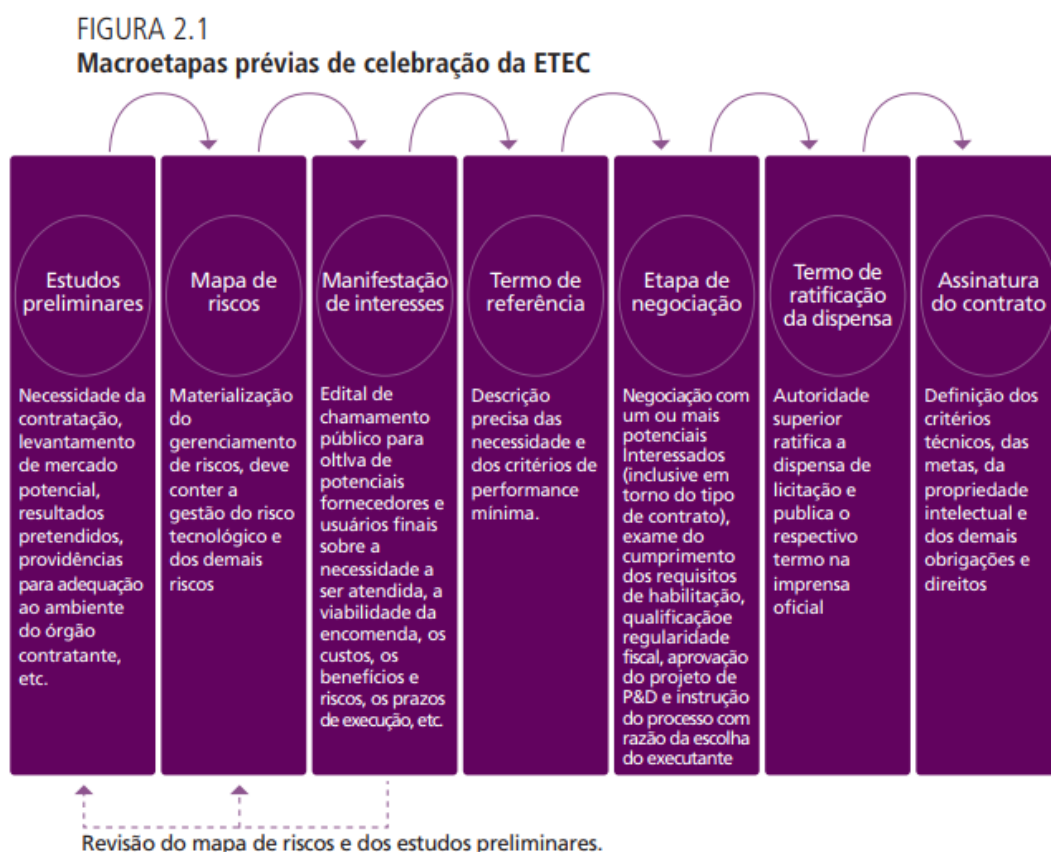 FIGURA 2.1
Macroetapas prévias de celebração da ETEC
Estudos
preliminares
Necessidade da
contratação,
levantamento
de mercado
potencial,
resultados
pretendidos,
providências
para adequação
ao ambiente
do órgão
contratante,
etc.
Mapa de
riscos
Materialização
do
gerenciamento
de riscos, deve
conter a
gestão do risco
tecnológico e
dos demais
riscos
Manifestação
de interesses
Edital de
chamamento
público para
oltlva de
potenciais
fornecedores e
usuários finais
sobre a
necessidade a
ser atendida, a
viabilidade da
encomenda, os
custos, os
benefícios e
riscos, os prazos
de execução, etc.
Termo de
referência
Descrição
precisa das
necessidade e
dos critérios de
performance
mínima.
Etapa de
negociação
Negociação com
um ou mais
potenciais
Interessados
(inclusive em
torno do tipo
de contrato),
exame do
cumprimento
dos requisitos
de habilitação,
qualificaçãoe
regularidade
fiscal, aprovação
do projeto de
P&D e instrução
do processo com
razão da escolha
do executante
Termo de
ratificação
da dispensa
Autoridade
superior
ratifica a
dispensa de
licitação e
publica o
respectivo
termo na
imprensa
oficial
Assinatura
do contrato
Definição dos
critérios
técnicos, das
metas, da
propriedade
intelectual e
dos demais
obrigações e
direitos
Revisão do mapa de riscos e dos estudos preliminares.